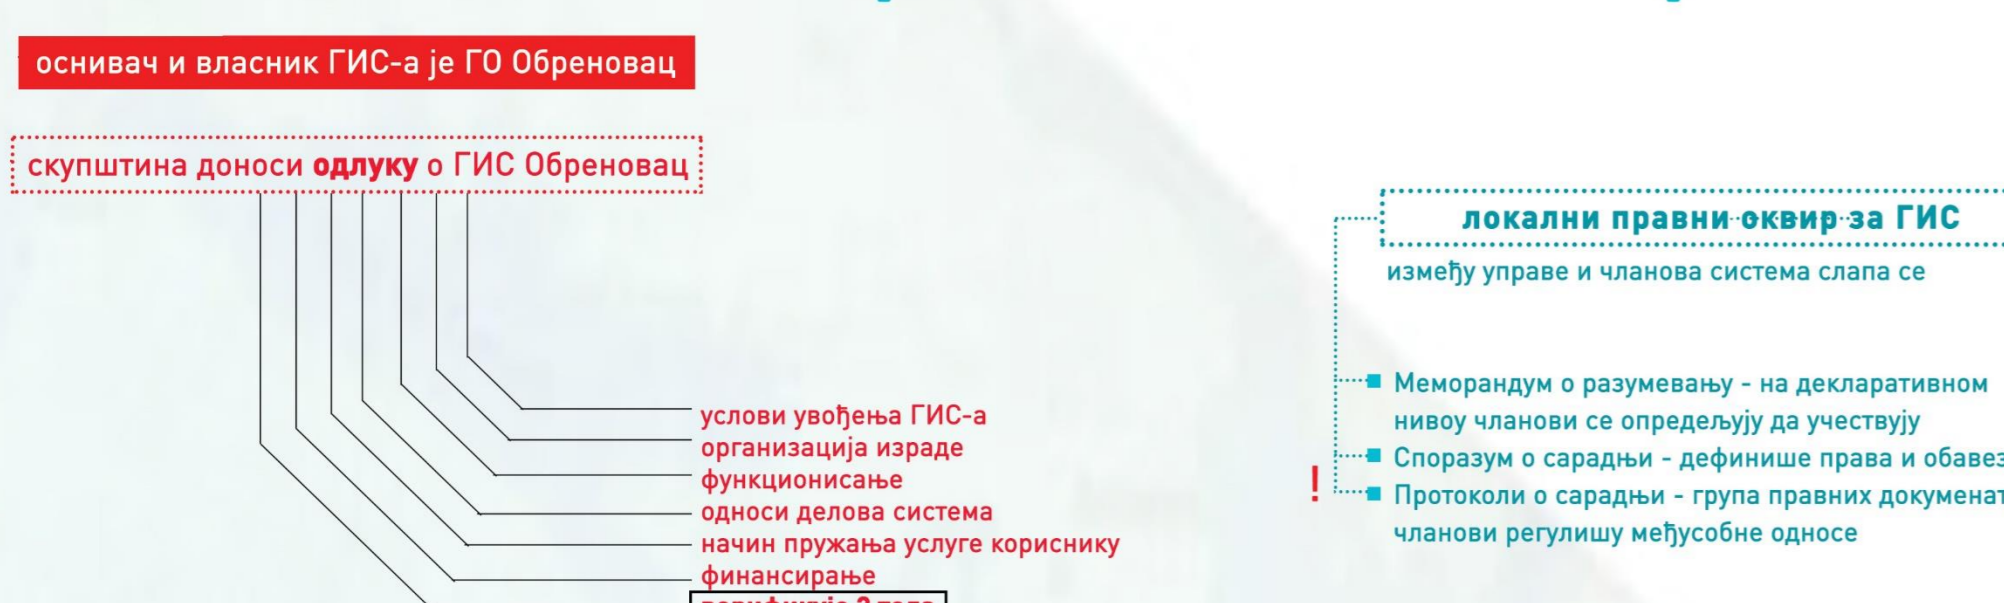 оснивач и власник ГИС-а је ГО Обреновац
скупштина доноси одлуку о ГИС Обреновац
услови увођења ГИС-а
организација израде
функционисање
односи делова система
начин пружања услуге кориснику
финансирање
локални правни оквир за ГИС
између управе и чланова система слапа се
Меморандум о разумевању - на декларативном
нивоу чланови се опредељују да учествују
Споразум о сарадњи - дефинише права и обавез
! Протоколи о сарадњи - група правних документ
чланови регулишу међусобне односе